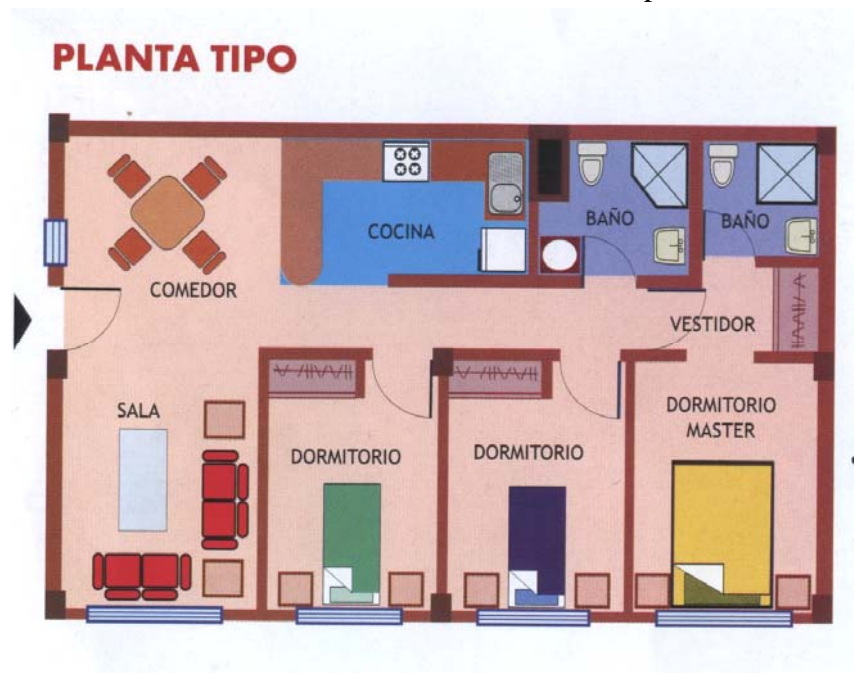 PLANTA TIPO
COCINA
BAÑO
BAÑO
COMEDOR
VESTIDOR
SALA
DORMITORIO
MASTER
DORMITORIO
DORMITORIO